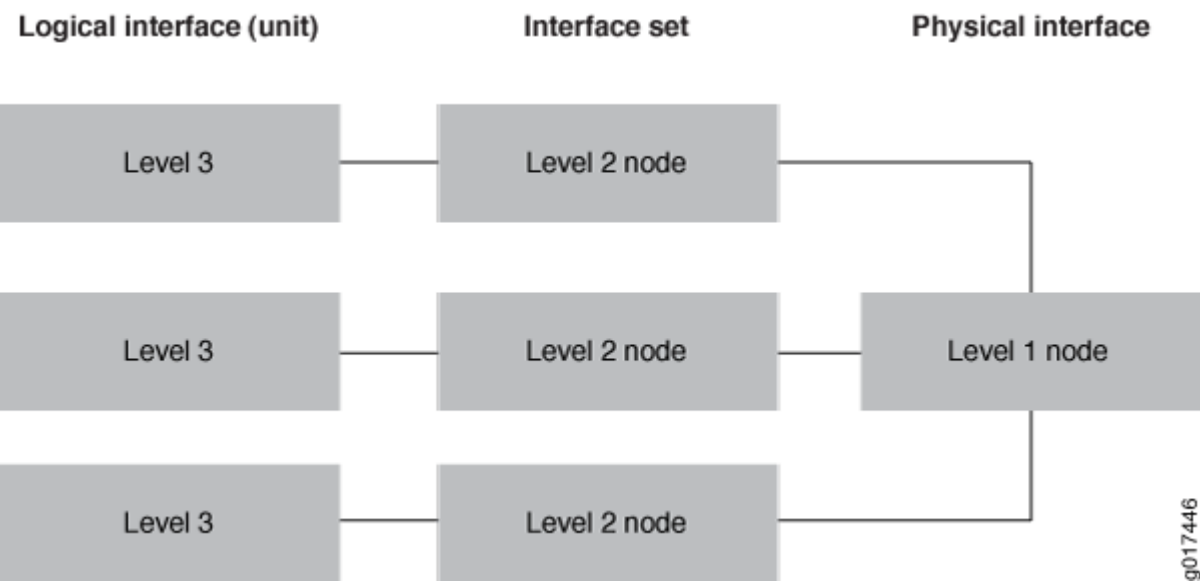 Logical interface (unit)
Interface set
Physical interface
Level 3
Level 2 node
Level 3
Level 2 node
Level 1 node
Level 3
Level 2 node
g017446